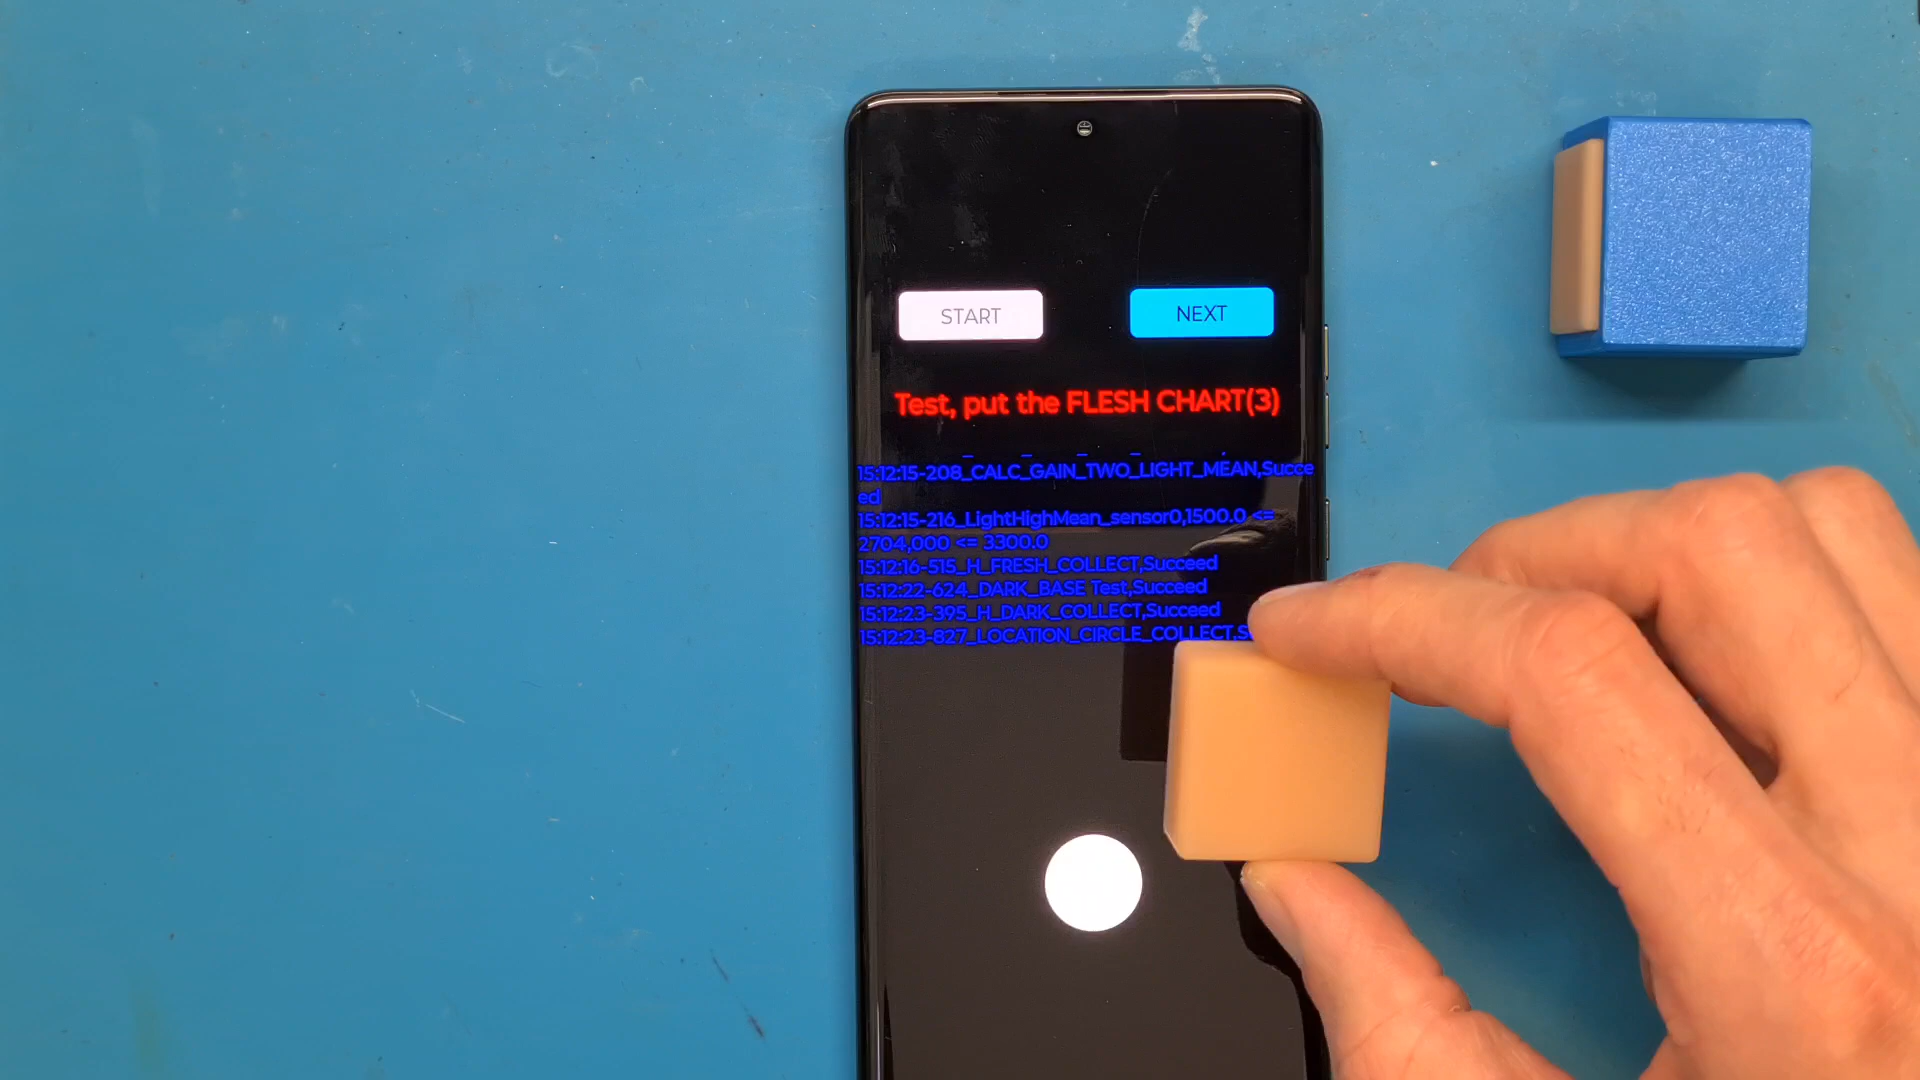 START
NEXT
Test, put the FLESH CHART(3)
15:12:15-208_CALC_GAIN_TWO_LIGHT_MEAN,Succe
ed
15:12:15-216_LightHighMean_sensor0,1500.0 <=
2704,000 <= 3300.0
15:12:16-515_H_FRESH_COLLECT,Succeed
15:12:22-624_DARK_BASE Test,Succeed
15:12:23-395_H_DARK_COLLECT,Succeed
15:12:23-827_LOCATION_CIRCLE_COLLECT,S